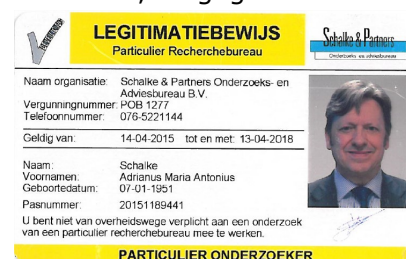 LEGITIMATIEBEWIJS
Particulier Recherchebureau
Schalke & Partners
Onderzoeks- en adviesbureau
Naam organisatie: Schalke & Partners Onderzoeks- en
Adviesbureau B.V.
Vergunningnummer: POB 1277
Telefoonnummer: 076-5221144
Geldig van: 14-04-2015 tot en met: 13-04-2018
Naam: Schalke
Voornamen: Adrianus Maria Antonius
Geboortedatum: 07-01-1951
Pasnummer: 20151189441
U bent niet van overheidswege verplicht aan een onderzoek
van een particulier recherchebureau mee te werken.
PARTICULIER ONDERZOEKER